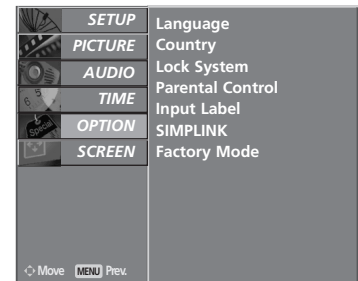 SETUP
PICTURE
AUDIO
TIME
OPTION
SCREEN
Language
Country
Lock System
Parental Control
Input Label
SIMPLINK
Factory Mode
Special
Move MENU Prev.